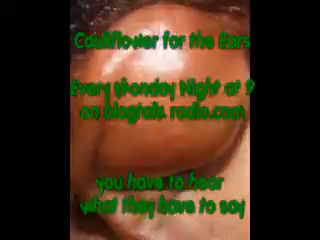 Cauliflower for the Ears
Every Monday Night at 9
on blogtalk radio.com
you have to hear
what they have to say